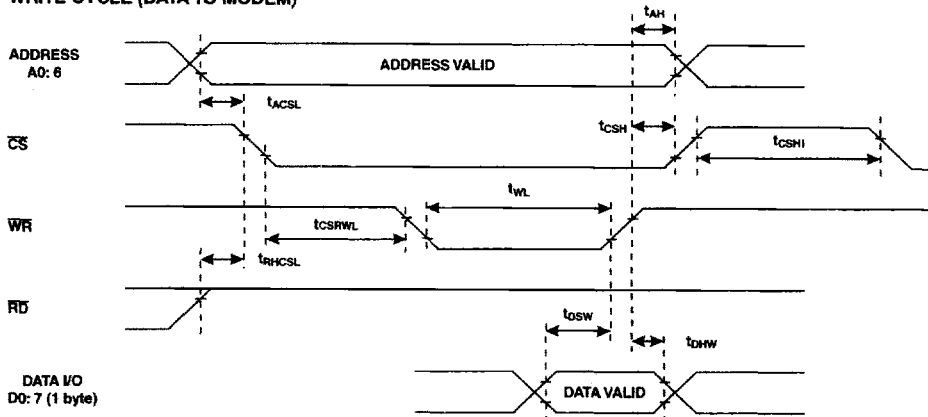 WRITE CYCLE (DATA TO MODEM)
tAH
ADDRESS
A0: 6
ADDRESS VALID
tACSL
CS
tCSH
tCSHI
tWL
WR
tCSRWL
tRHCSL
RD
tDSW
tDHW
DATA I/O
D0: 7 (1 byte)
DATA VALID